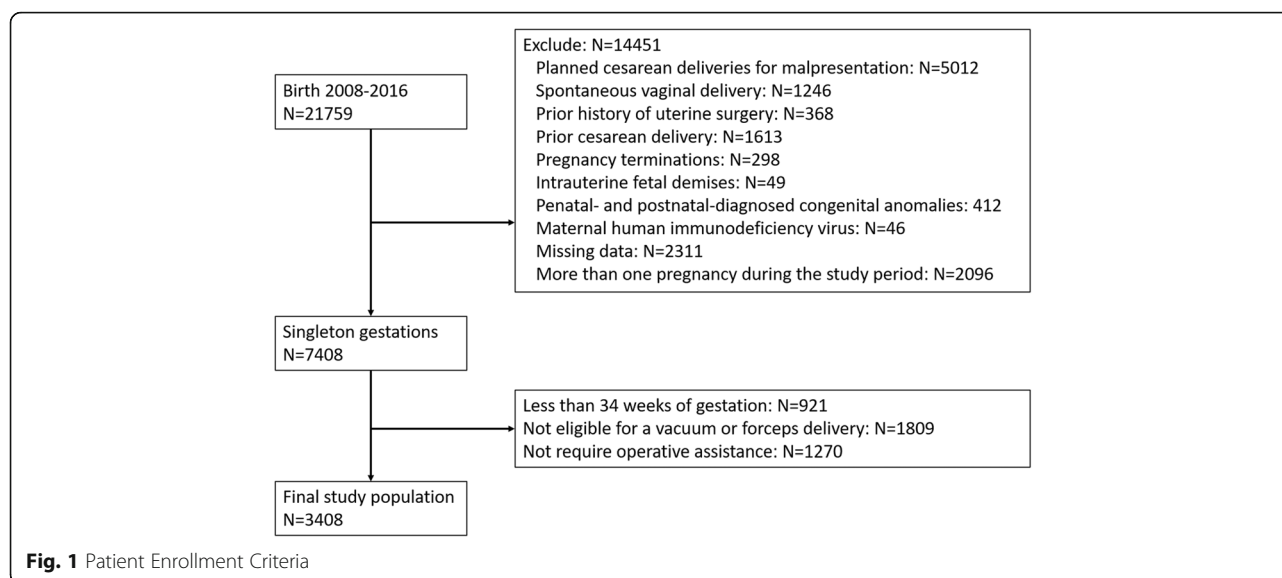 Birth 2008-2016
N=21759
Exclude: N=14451
Planned cesarean deliveries for malpresentation: N=5012
Spontaneous vaginal delivery: N=1246
Prior history of uterine surgery: N=368
Prior cesarean delivery: N=1613
Pregnancy terminations: N=298
Intrauterine fetal demises: N=49
Penatal- and postnatal-diagnosed congenital anomalies: 412
Maternal human immunodeficiency virus: N=46
Missing data: N=2311
More than one pregnancy during the study period: N=2096
Singleton gestations
N=7408
Less than 34 weeks of gestation: N=921
Not eligible for a vacuum or forceps delivery: N=1809
Not require operative assistance: N=1270
Final study population
N=3408
Fig. 1 Patient Enrollment Criteria